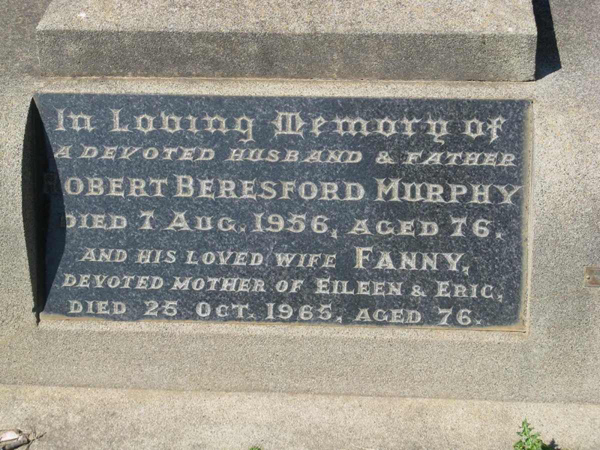 In Loving Memory of
A DEVOTED HUSBAND & FATHER
ROBERT BERESFORD MURPHY
DIED 7 AUG. 1956, AGED 76.
AND HIS LOVED WIFE FANNY,
DEVOTED MOTHER OF EILEEN & ERIC,
DIED 25 OCT. 1965, AGED 76.